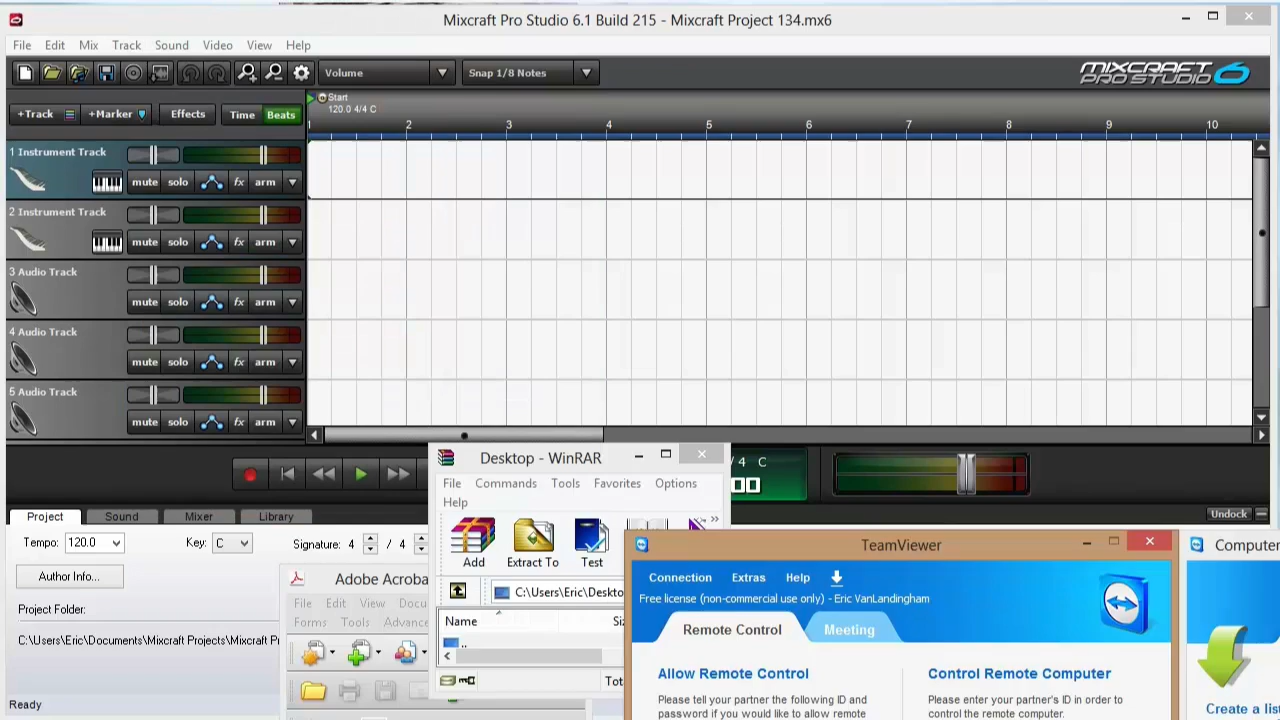 Mixcraft Pro Studio 6.1 Build 215 - Mixcraft Project 134.mx6
File Edit Mix Track Sound Video View Help
Volume Snap 1/8 Notes
MIXCRAFT
PRO STUDIO 6
+Track +Marker Effects Time Beats
Start
120.0 4/4 C
1 2 3 4 5 6 7 8 9 10
1 Instrument Track
mute solo fx arm
2 Instrument Track
mute solo fx arm
3 Audio Track
mute solo fx arm
4 Audio Track
mute solo fx arm
5 Audio Track
mute solo fx arm
/ 4 C
00
Undock
Project Sound Mixer Library
Tempo: 120.0 Key: C Signature: 4 / 4
Author Info...
Project Folder:
C:\Users\Eric\Documents\Mixcraft Projects\Mixcraft P
Ready
Adobe Acroba
File Edit View Docu
Forms Tools Advance
Desktop - WinRAR
File Commands Tools Favorites Options
Help
Add Extract To Test
C:\Users\Eric\Deskto
Name Siz
..
Tot
TeamViewer
Connection Extras Help
Free license (non-commercial use only) - Eric VanLandingham
Remote Control Meeting
Allow Remote Control
Please tell your partner the following ID and
password if you would like to allow remote
Control Remote Computer
Please enter your partner's ID in order to
control the remote computer.
Computer
Create a list